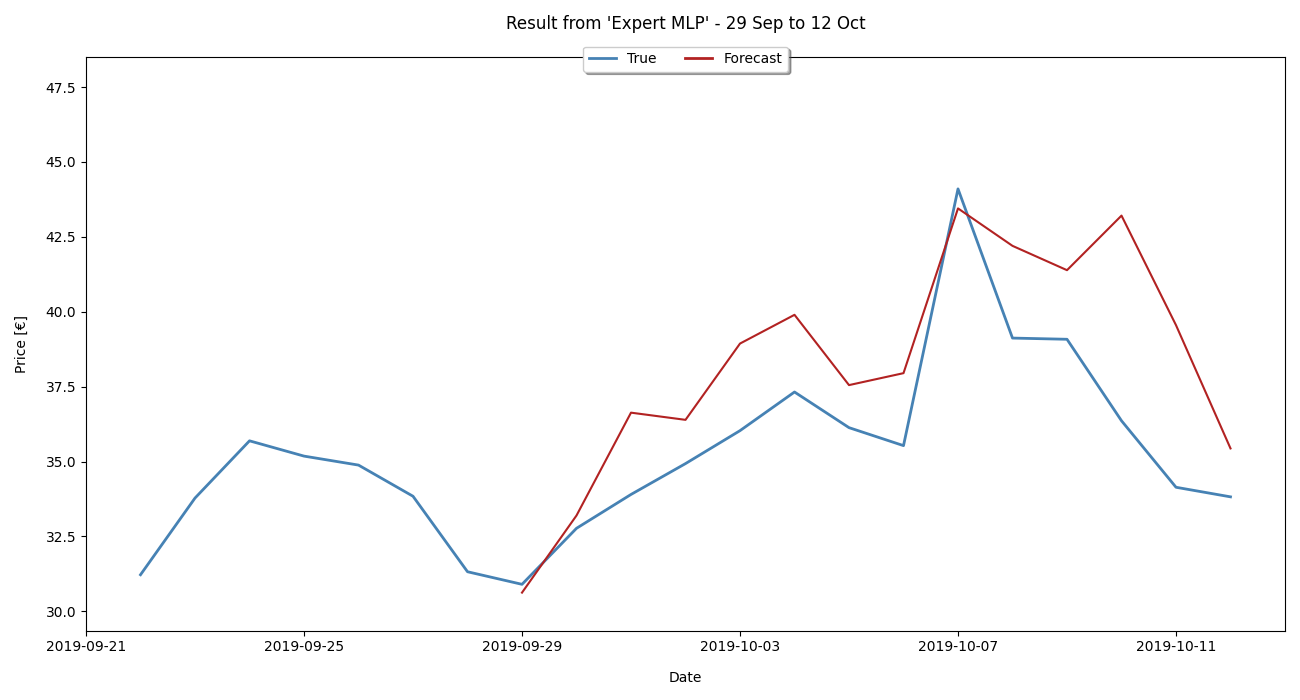 Result from 'Expert MLP' - 29 Sep to 12 Oct
True Forecast
47.5
45.0
42.5
40.0
37.5
35.0
32.5
30.0
Price [€]
2019-09-21 2019-09-25 2019-09-29 2019-10-03 2019-10-07 2019-10-11
Date